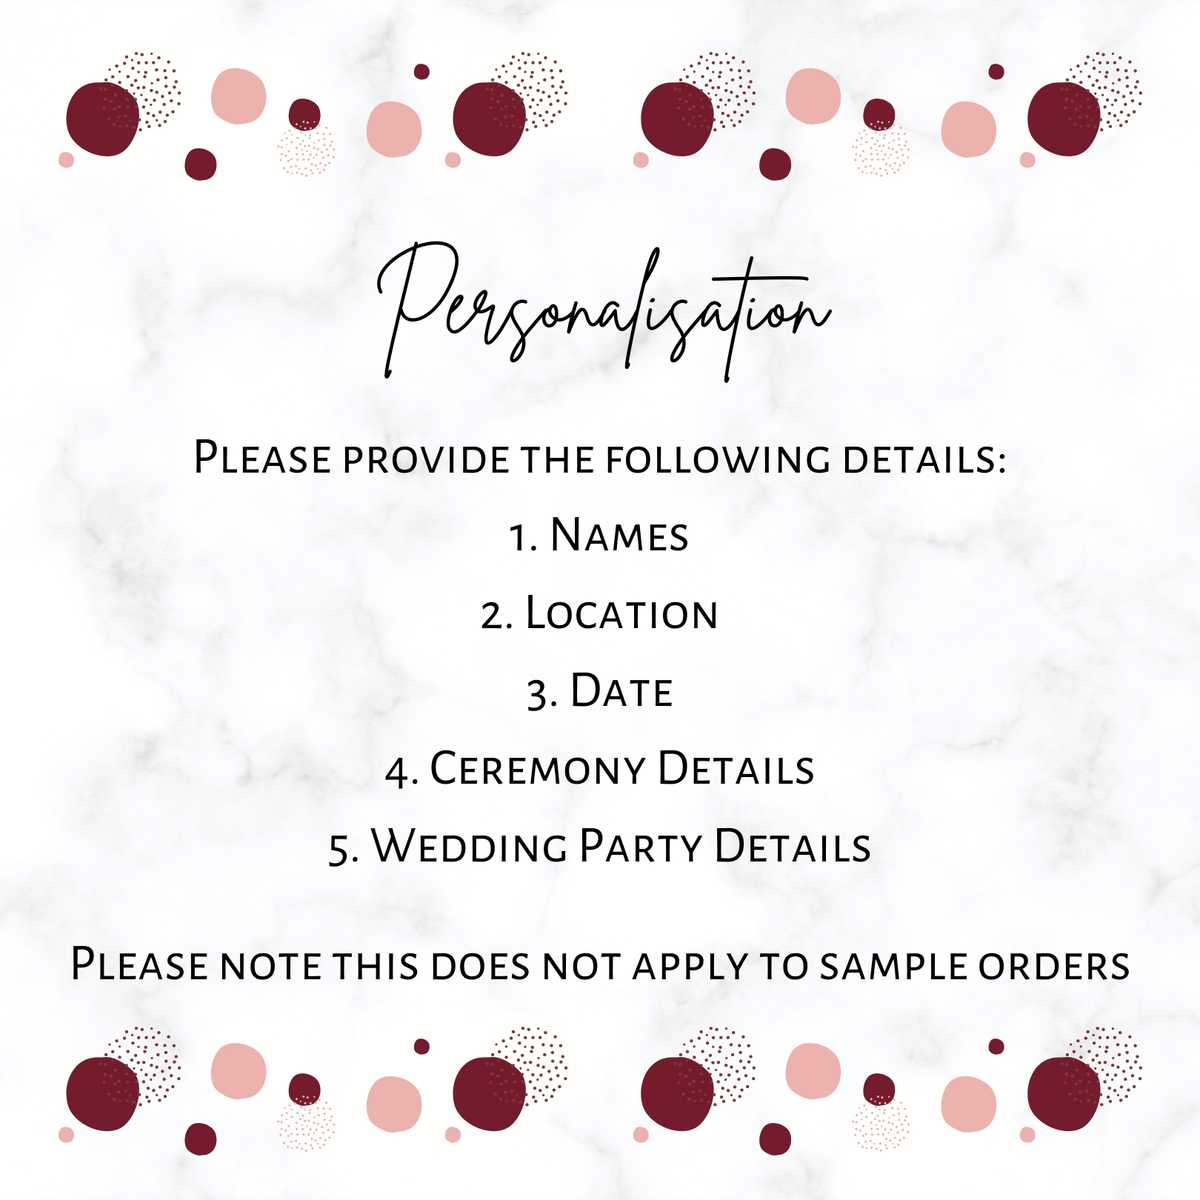 Personalisation
Please provide the following details:
1. Names
2. Location
3. Date
4. Ceremony Details
5. Wedding Party Details
Please note this does not apply to sample orders